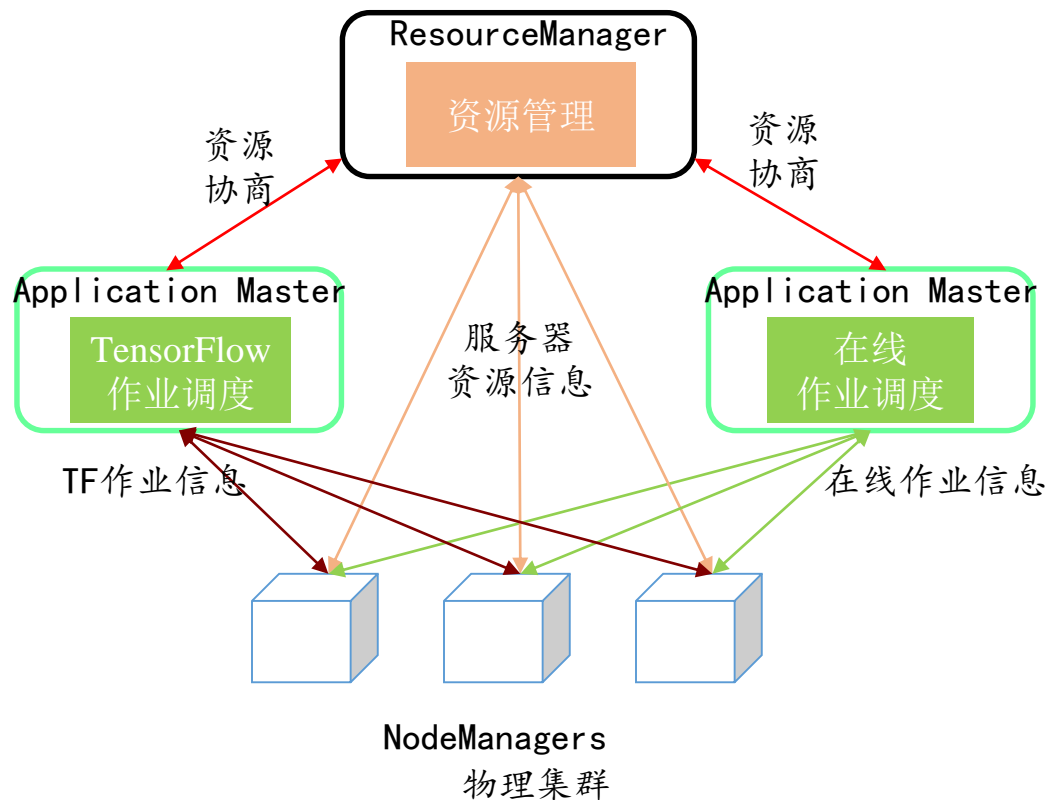 ResourceManager
资源管理
资源
协商
资源
协商
Application Master
TensorFlow
作业调度
服务器
资源信息
Application Master
在线
作业调度
TF作业信息
在线作业信息
NodeManagers
物理集群